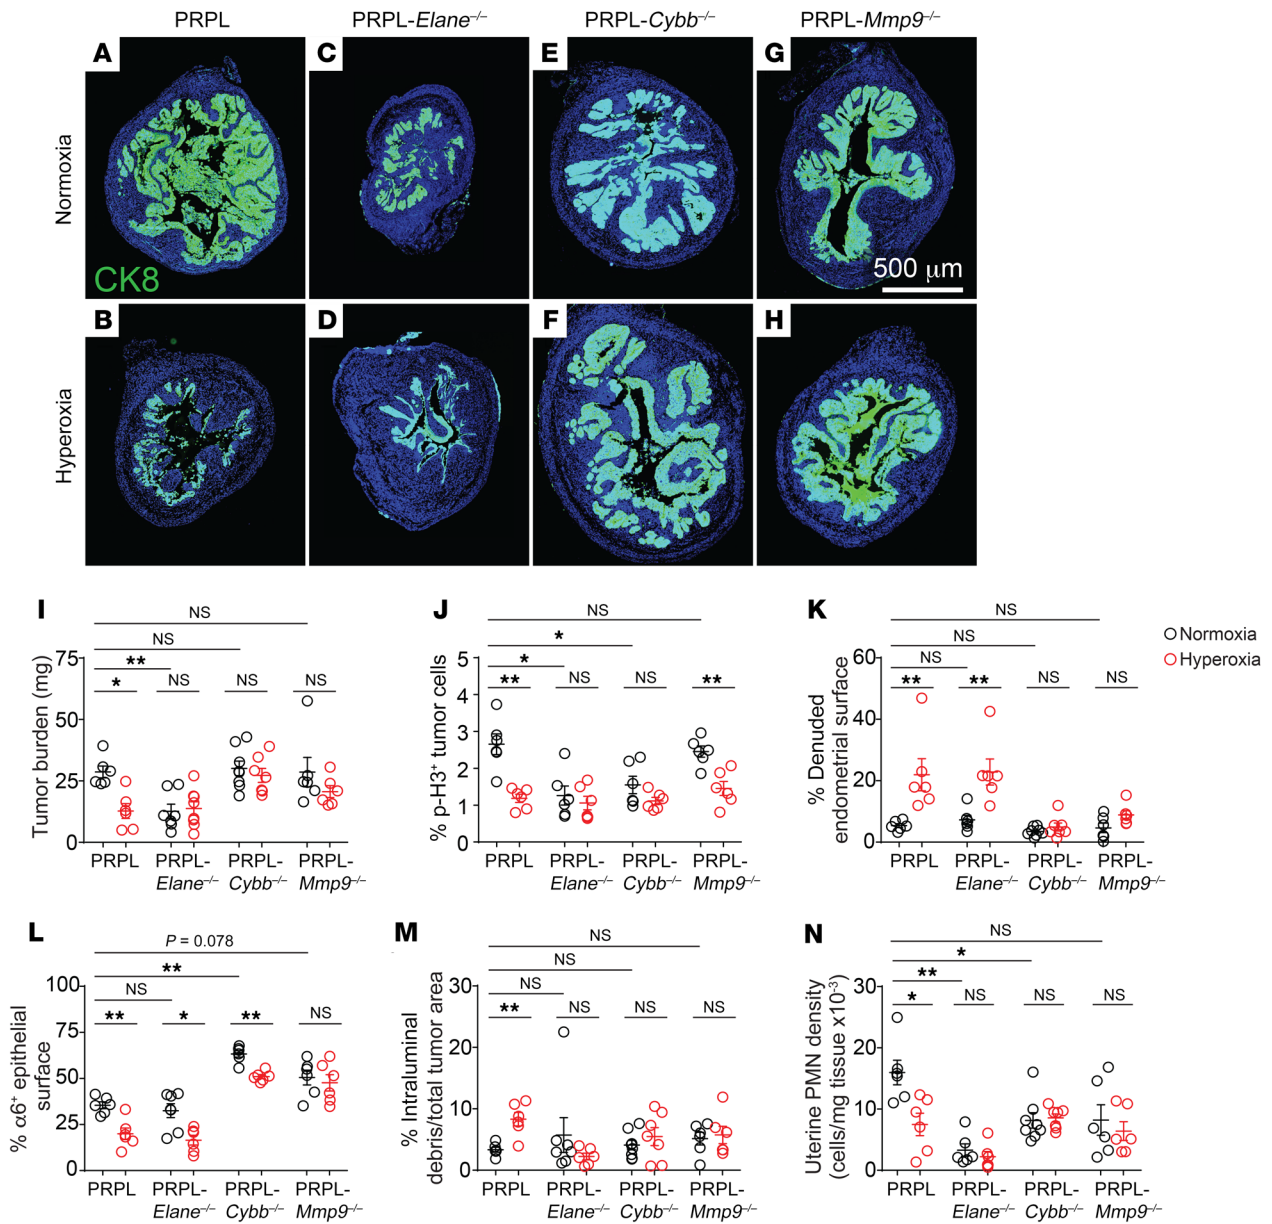 PRPL PRPL-Elane–/– PRPL-Cybb–/– PRPL-Mmp9–/–
A C E G
Normoxia
CK8
500 μm
B D F H
Hyperoxia
I
NS
NS
**
* NS NS NS
Tumor burden (mg)
75
50
25
0
PRPL PRPL- PRPL- PRPL-
Elane–/– Cybb–/– Mmp9–/–
J
NS
*
*
** NS NS **
% p-H3+ tumor cells
5
4
3
2
1
0
PRPL PRPL- PRPL- PRPL-
Elane–/– Cybb–/– Mmp9–/–
K
NS
NS
NS
** ** NS NS
% Denuded
endometrial surface
60
40
20
0
PRPL PRPL- PRPL- PRPL-
Elane–/– Cybb–/– Mmp9–/–
Normoxia
Hyperoxia
L
P = 0.078
**
NS
** * ** NS
% α6+ epithelial
surface
100
75
50
25
0
PRPL PRPL- PRPL- PRPL-
Elane–/– Cybb–/– Mmp9–/–
M
NS
NS
NS
** NS NS NS
% Intraluminal
debris/total tumor area
30
20
10
0
PRPL PRPL- PRPL- PRPL-
Elane–/– Cybb–/– Mmp9–/–
N
NS
*
**
* NS NS NS
Uterine PMN density
(cells/mg tissue x10-3)
30
20
10
0
PRPL PRPL- PRPL- PRPL-
Elane–/– Cybb–/– Mmp9–/–